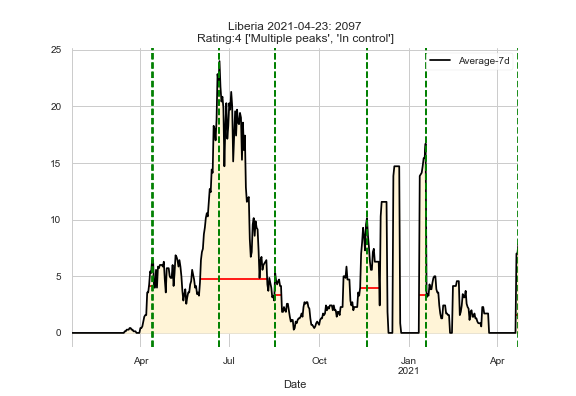 Liberia 2021-04-23: 2097
Rating:4 ['Multiple peaks', 'In control']
25
Average-7d
20
15
10
5
0
Apr
Jul
Oct
Jan
2021
Apr
Date